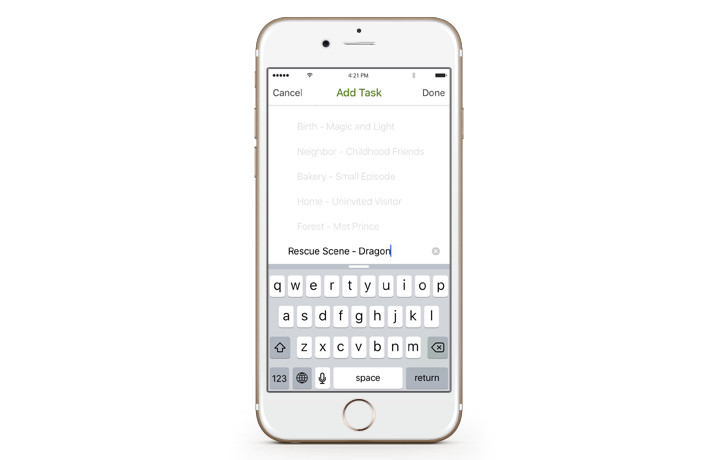 4:21 PM
Cancel Add Task Done
Birth - Magic and Light
Neighbor - Childhood Friends
Bakery - Small Episode
Home - Uninvited Visitor
Forest - Met Prince
Rescue Scene - Dragon
q w e r t y u i o p
a s d f g h j k l
z x c v b n m
123 space return